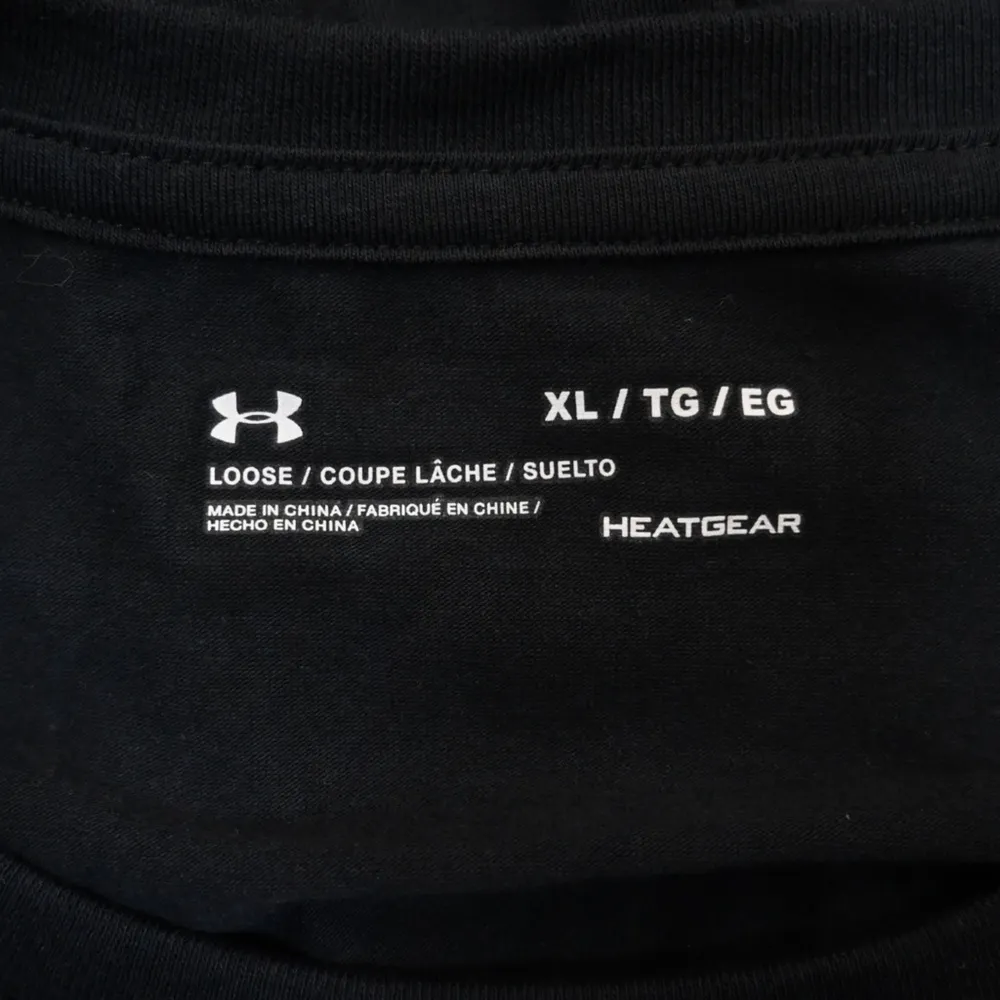 XL / TG / EG
LOOSE / COUPE LÂCHE / SUELTO
MADE IN CHINA / FABRIQUÉ EN CHINE /
HECHO EN CHINA
HEATGEAR